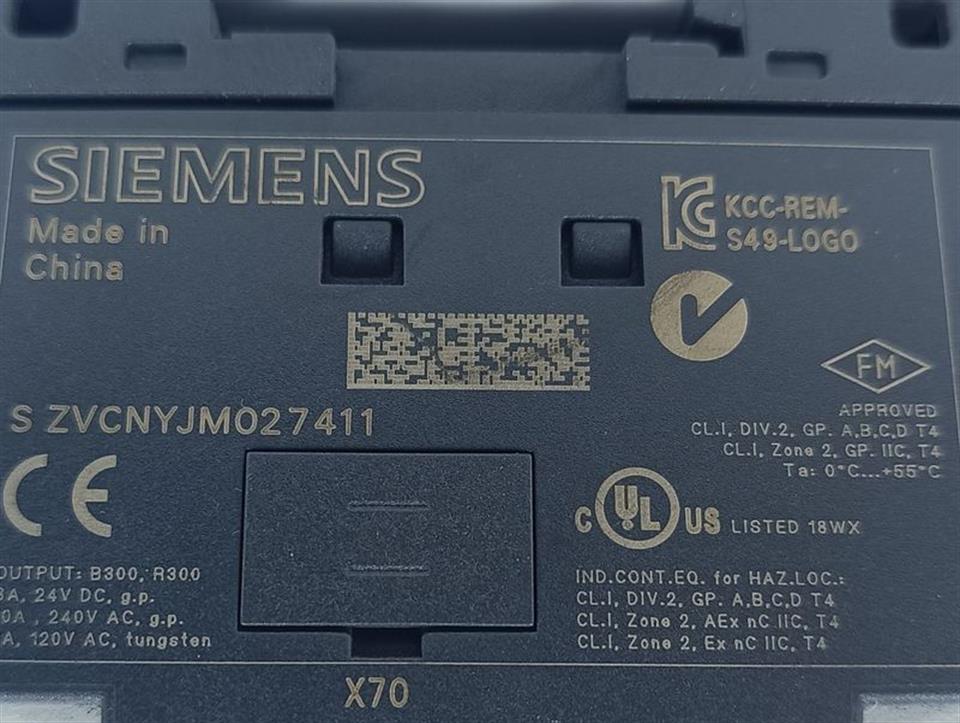 SIEMENS
Made in
China
KCC-REM-
S49-LOGO
S ZVCNYJM027411
FM
APPROVED
CL.I, DIV.2, GP. A,B,C,D T4
CL.I, Zone 2, GP. IIC, T4
Ta: 0°C...+55°C
CE
C UL US LISTED 18WX
OUTPUT: B300, R300
24V DC, g.p.
240V AC, g.p.
120V AC, tungsten
IND.CONT.EQ. for HAZ.LOC.:
CL.I, DIV.2, GP. A,B,C,D T4
CL.I, Zone 2, AEx nC IIC, T4
CL.I, Zone 2, Ex nC IIC, T4
X70